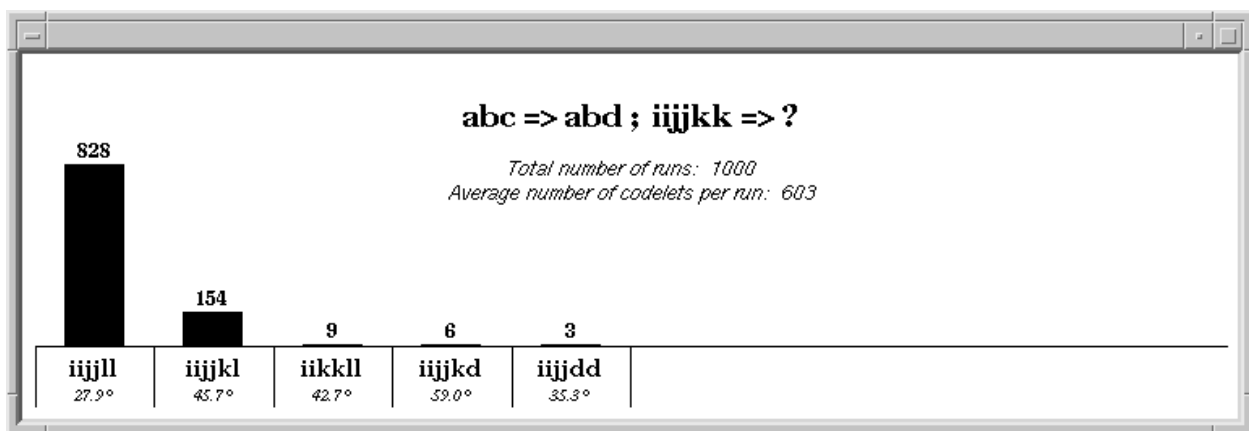 abc => abd ; iijjkk => ?
Total number of runs: 1000
Average number of codelets per run: 603
828
154
9
6
3
iijjll
iijjkl
iikkll
iijjkd
iijjdd
27.9°
45.7°
42.7°
59.0°
35.3°